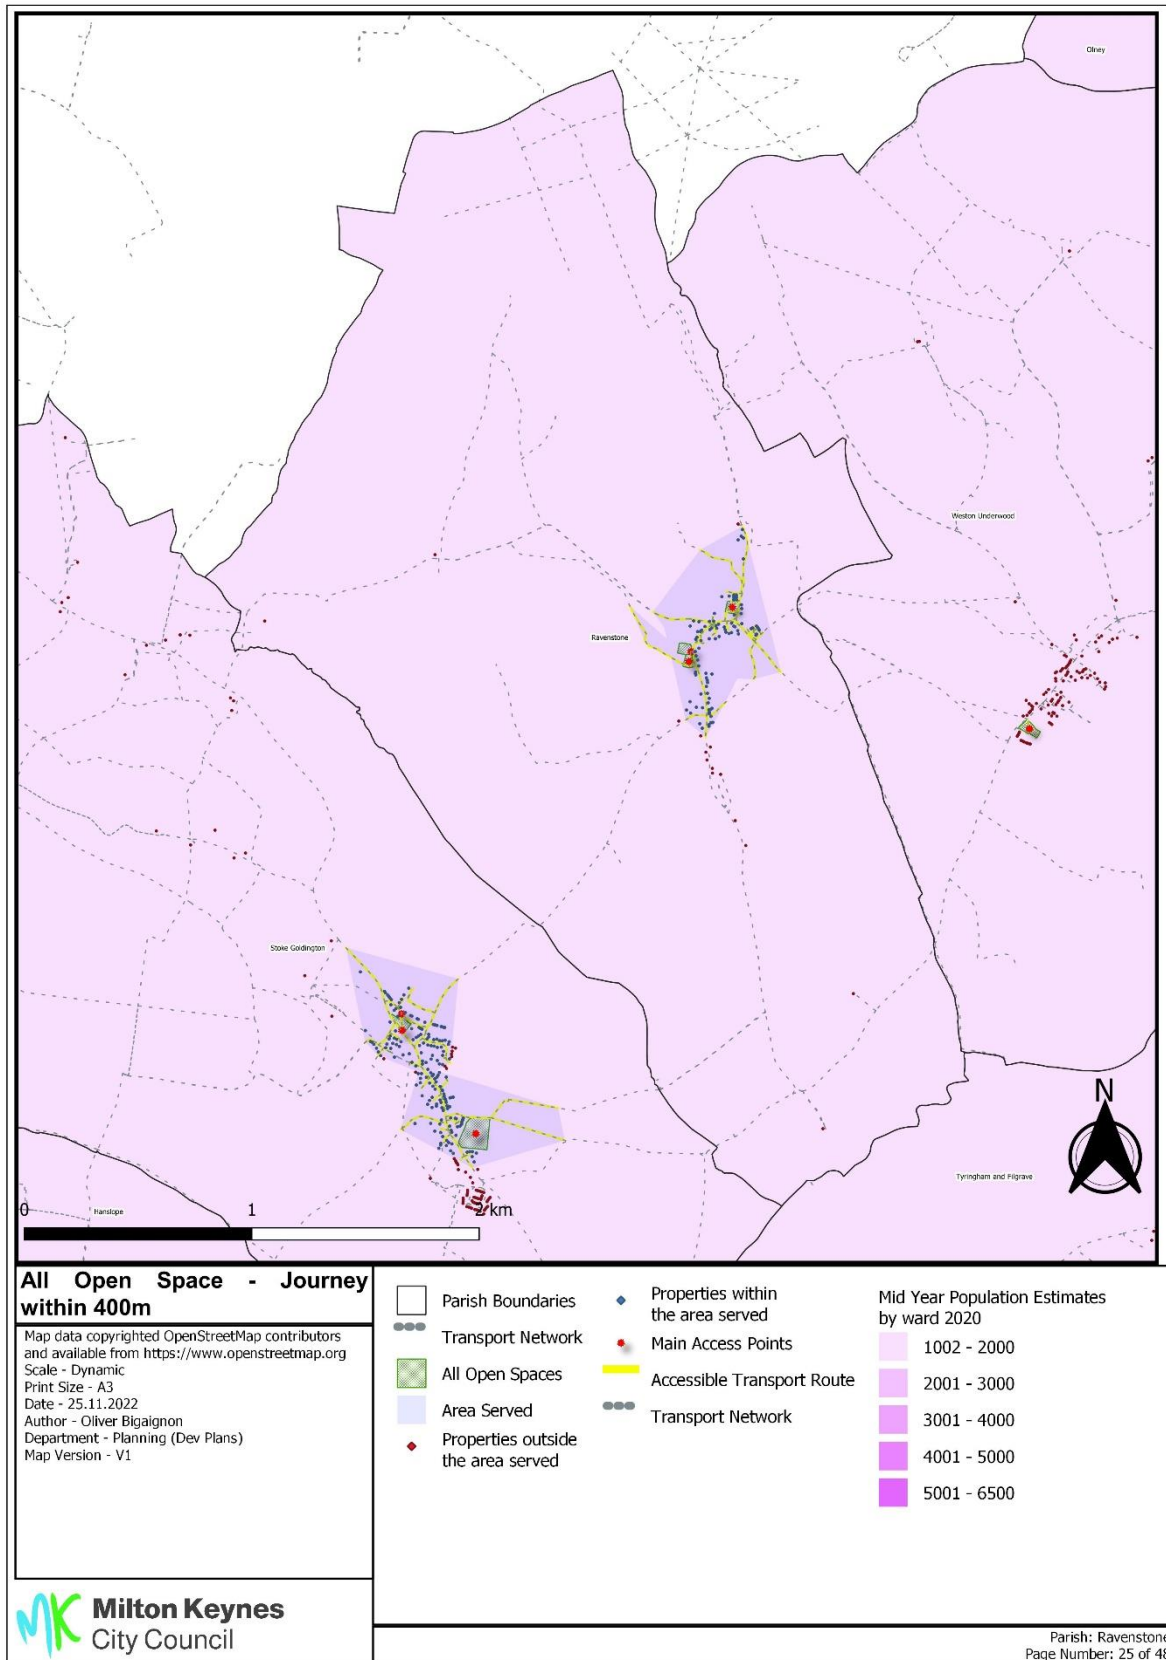 Olney
Weston Underwood
Ravenstone
Stoke Goldington
N
Tyringham and Filgrave
Hanslope
0 1 2 km
All Open Space - Journey
within 400m
Map data copyrighted OpenStreetMap contributors
and available from https://www.openstreetmap.org
Scale - Dynamic
Print Size - A3
Date - 25.11.2022
Author - Oliver Bigaignon
Department - Planning (Dev Plans)
Map Version - V1
Milton Keynes
City Council
Parish Boundaries
Transport Network
All Open Spaces
Area Served
Properties outside
the area served
Properties within
the area served
Main Access Points
Accessible Transport Route
Transport Network
Mid Year Population Estimates
by ward 2020
1002 - 2000
2001 - 3000
3001 - 4000
4001 - 5000
5001 - 6500
Parish: Ravenstone
Page Number: 25 of 48